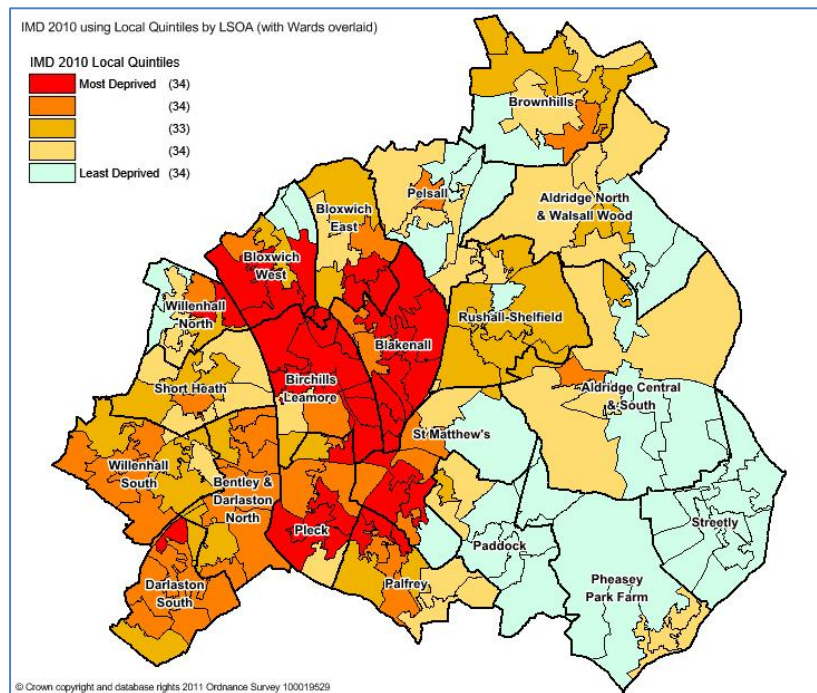 IMD 2010 using Local Quintiles by LSOA (with Wards overlaid)
IMD 2010 Local Quintiles
Most Deprived (34)
(34)
(33)
(34)
Least Deprived (34)
Brownhills
Pelsall
Aldridge North
& Walsall Wood
Bloxwich
East
Bloxwich
West
Willenhall
North
Rushall-Shelfield
Blakenall
Short Heath
Birchills
Leamore
Aldridge Central
& South
St Matthew's
Willenhall
South
Bentley &
Darlaston
North
Pleck
Paddock
Streetly
Darlaston
South
Palfrey
Pheasey
Park Farm
© Crown copyright and database rights 2011 Ordnance Survey 100019529